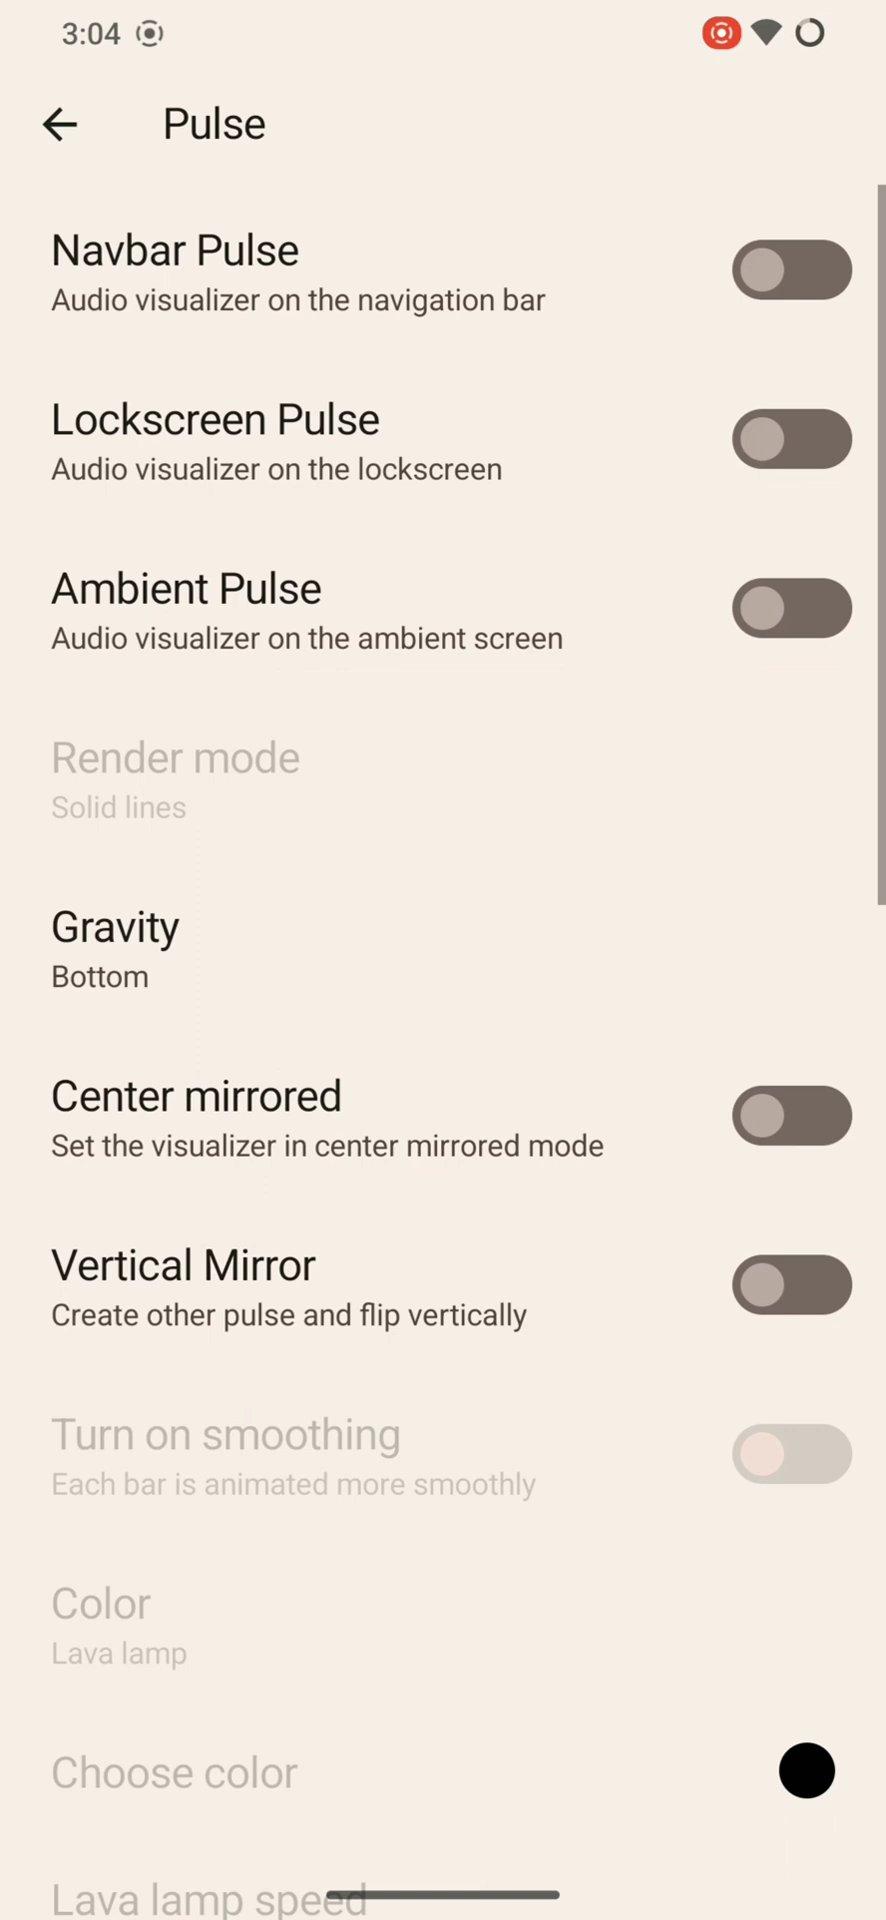 3:04
Pulse
Navbar Pulse
Audio visualizer on the navigation bar
Lockscreen Pulse
Audio visualizer on the lockscreen
Ambient Pulse
Audio visualizer on the ambient screen
Render mode
Solid lines
Gravity
Bottom
Center mirrored
Set the visualizer in center mirrored mode
Vertical Mirror
Create other pulse and flip vertically
Turn on smoothing
Each bar is animated more smoothly
Color
Lava lamp
Choose color
Lava lamp speed